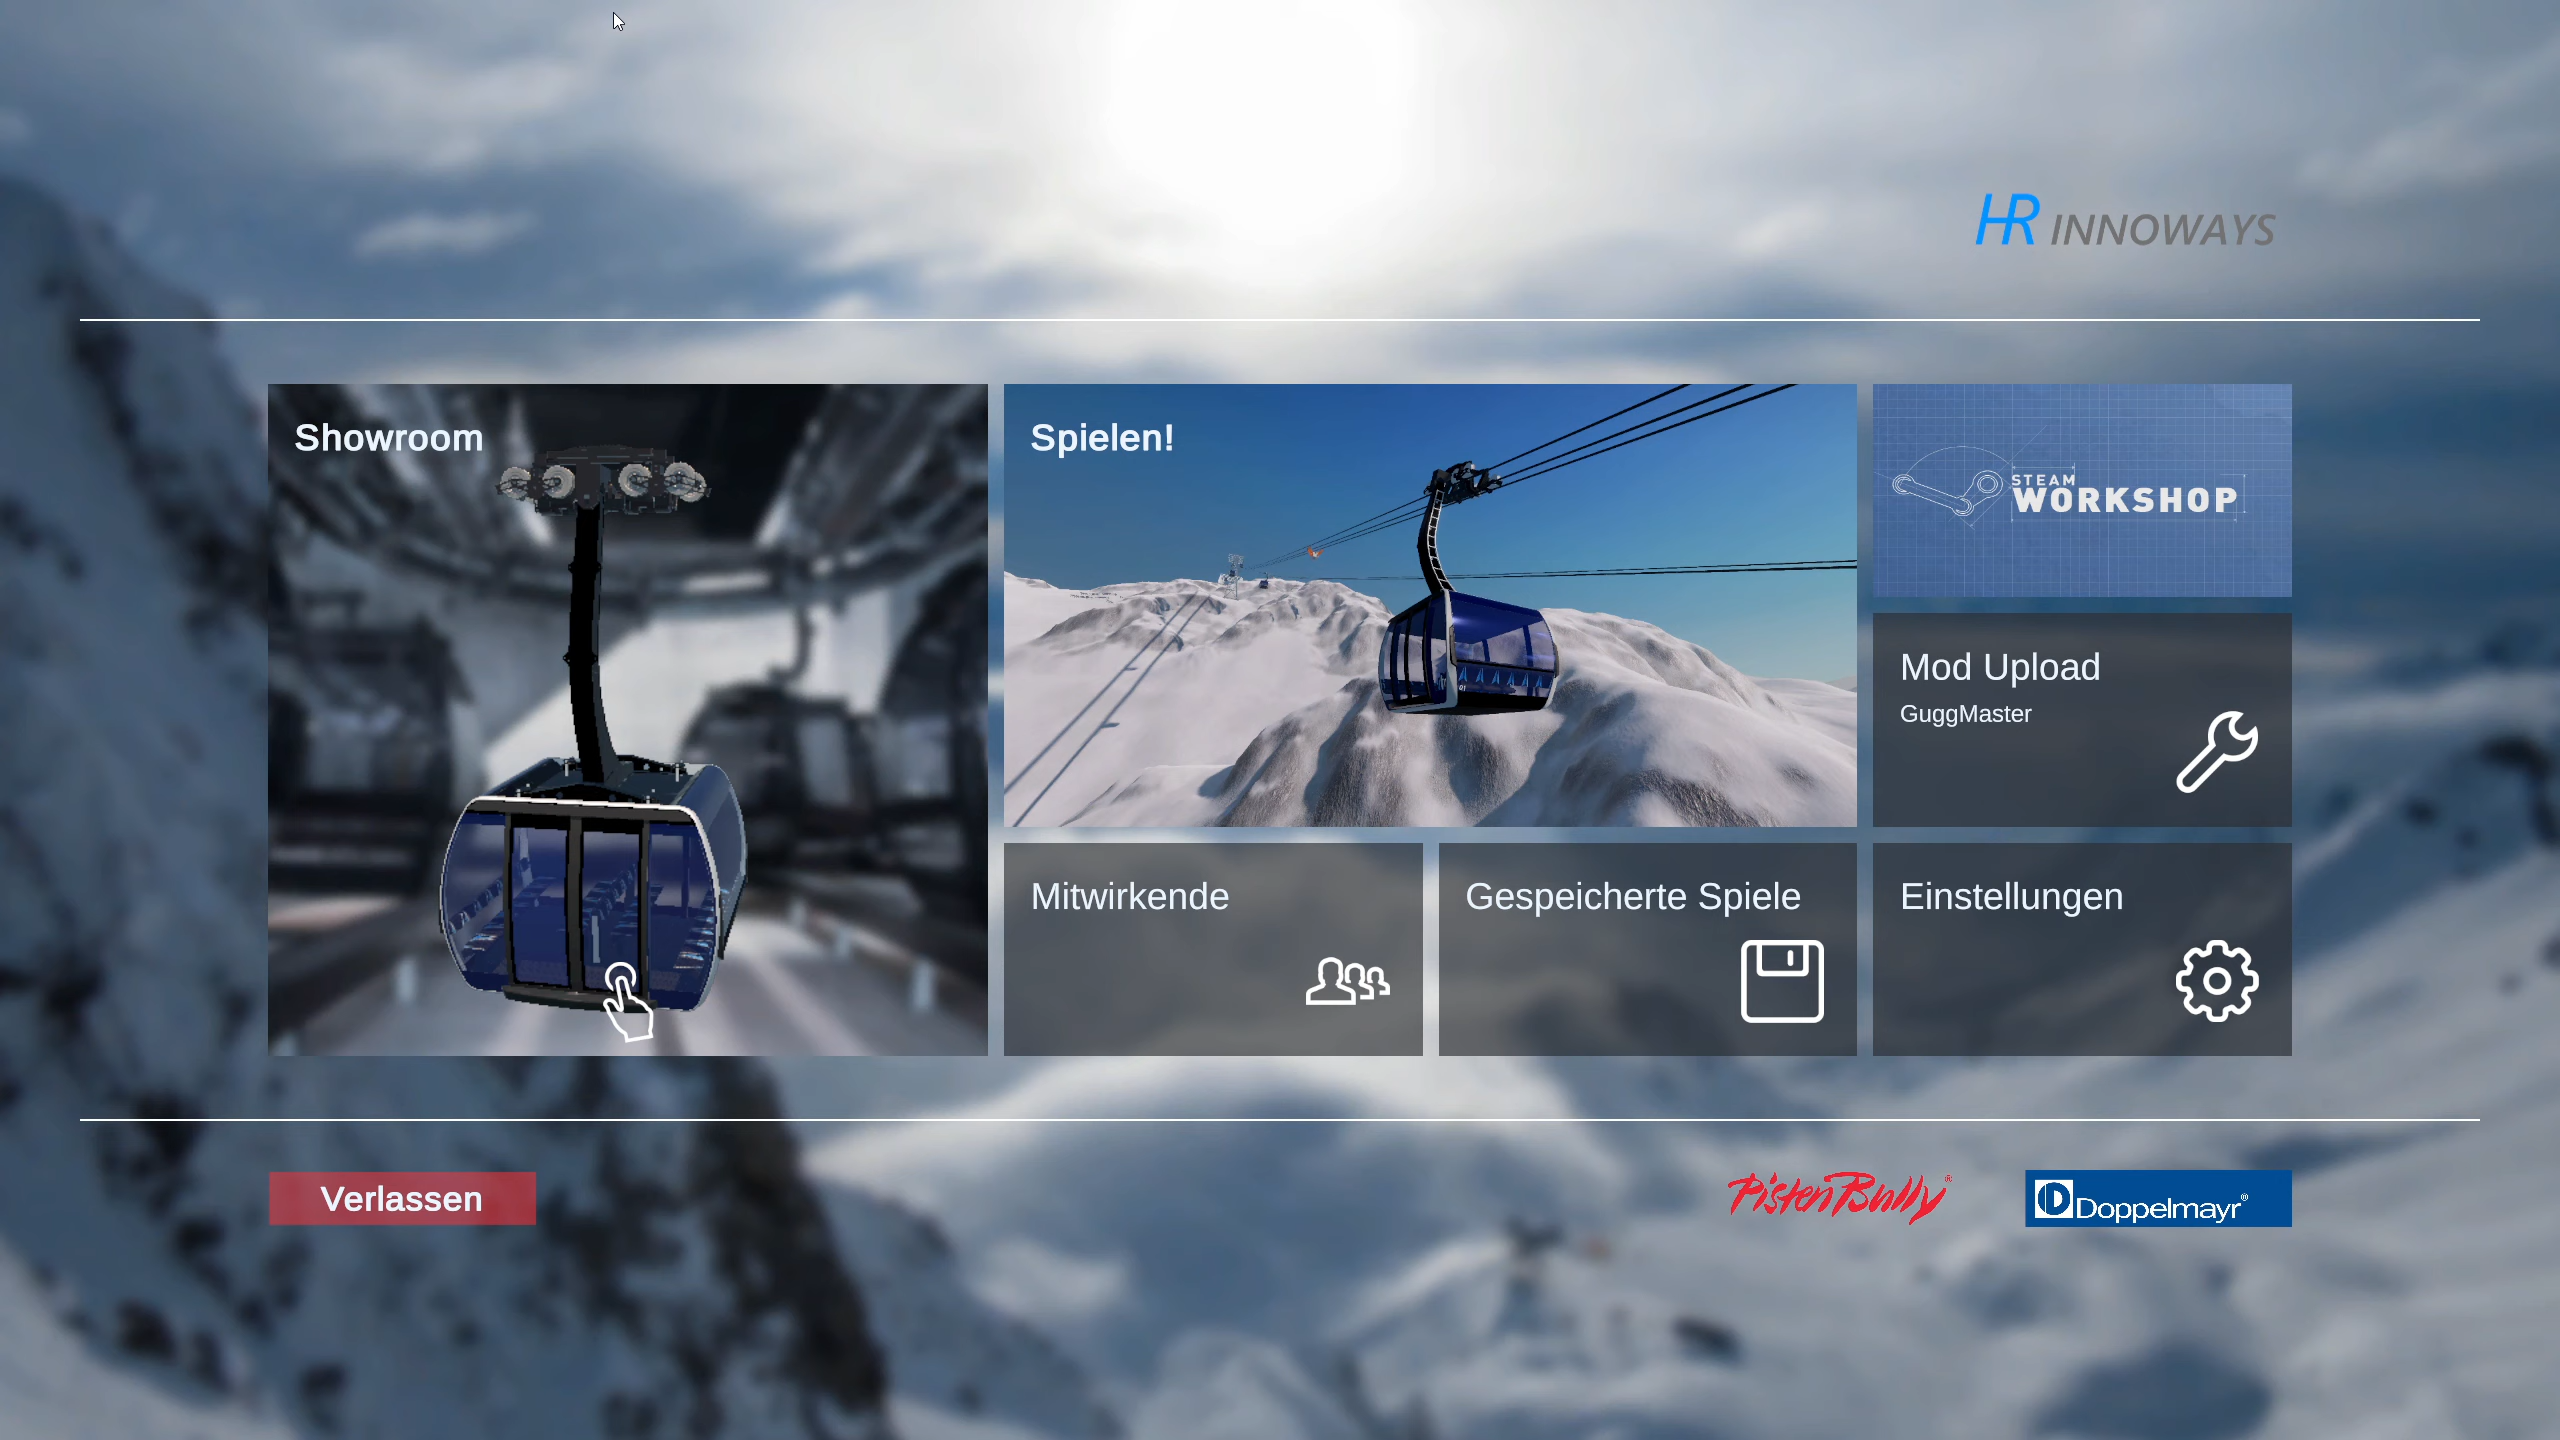 HR INNOWAYS
Showroom
Spielen!
STEAM
WORKSHOP
Mod Upload
GuggMaster
Mitwirkende
Gespeicherte Spiele
Einstellungen
Verlassen
PistenBully®
Doppelmayr®